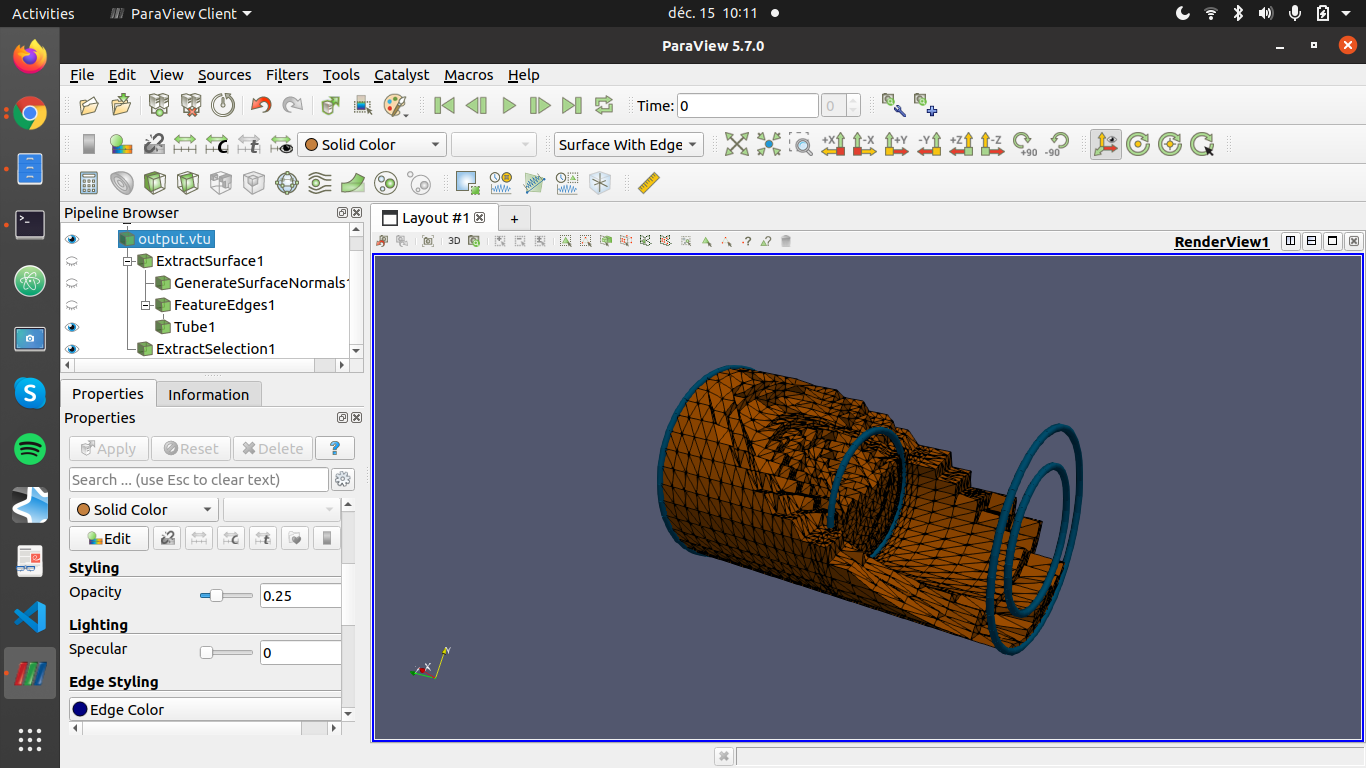 Activities ParaView Client déc. 15 10:11
ParaView 5.7.0
File Edit View Sources Filters Tools Catalyst Macros Help
Time: 0 0
Solid Color Surface With Edge +X -X +Y -Y +Z -Z +90 -90
Pipeline Browser
output.vtu
ExtractSurface1
GenerateSurfaceNormals1
FeatureEdges1
Tube1
ExtractSelection1
Layout #1 +
3D RenderView1
Properties Information
Properties
Apply Reset Delete ?
Search ... (use Esc to clear text)
Solid Color
Edit
Styling
Opacity 0.25
Lighting
Specular 0
Edge Styling
Edge Color
Y
X